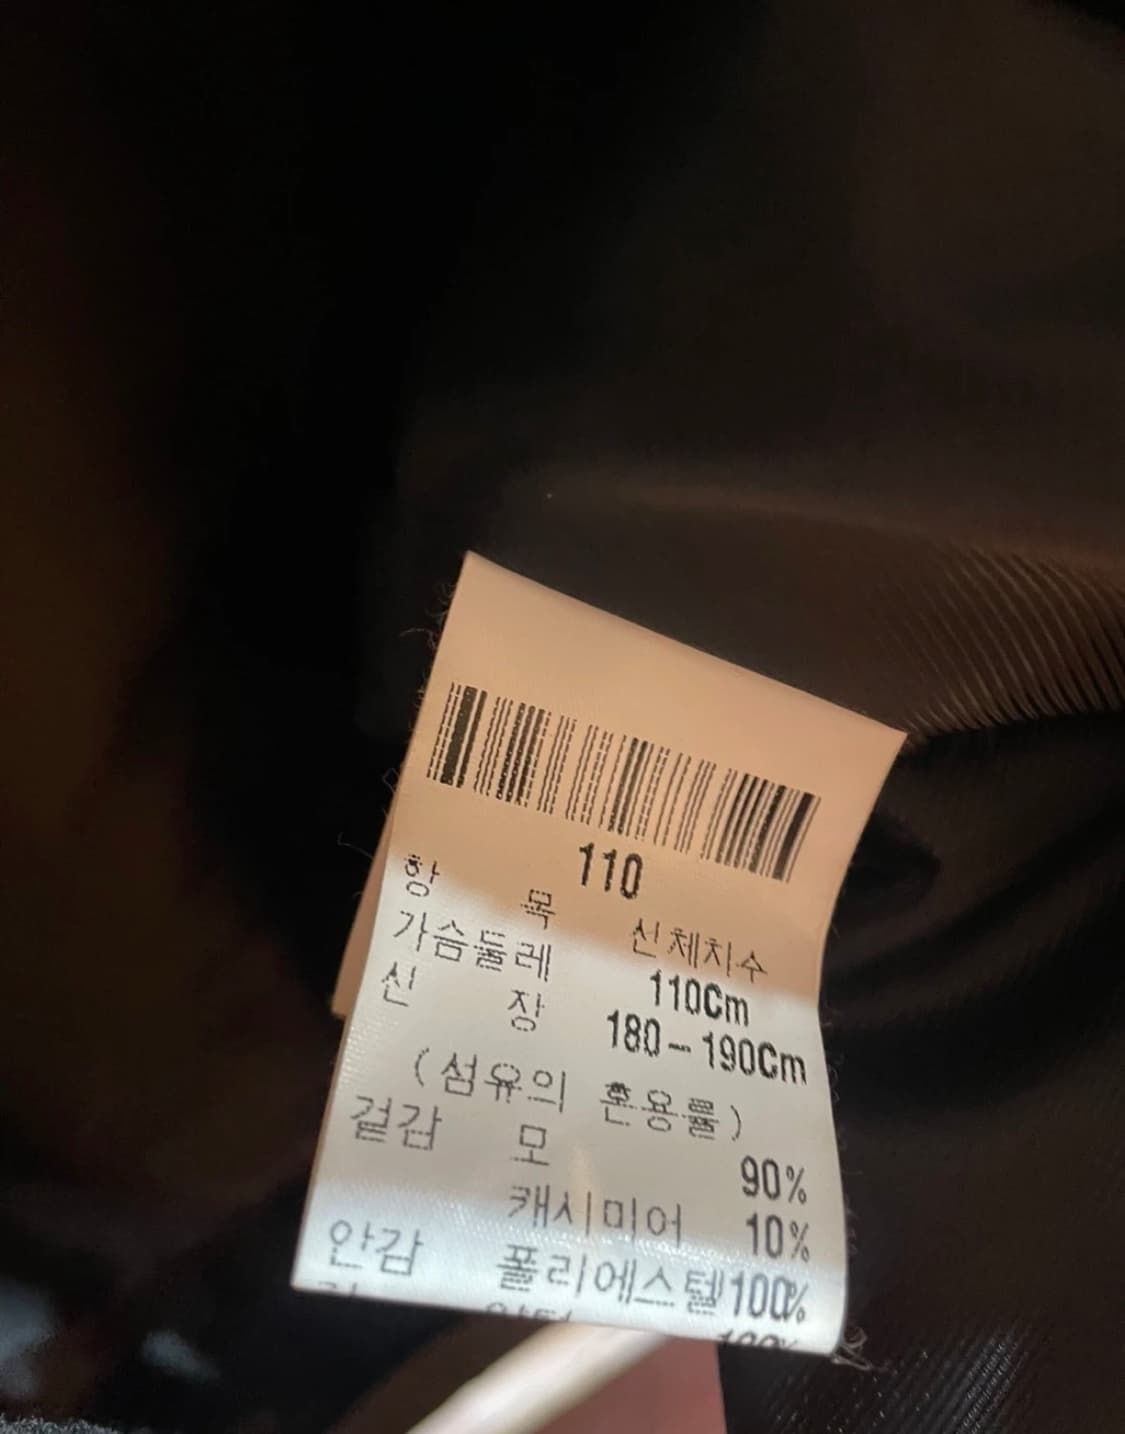 110
항 목 신체치수
가슴둘레 110Cm
신 장 180-190Cm
(섬유의 혼용률)
겉감 모 90%
캐시미어 10%
안감 폴리에스텔100%
100%